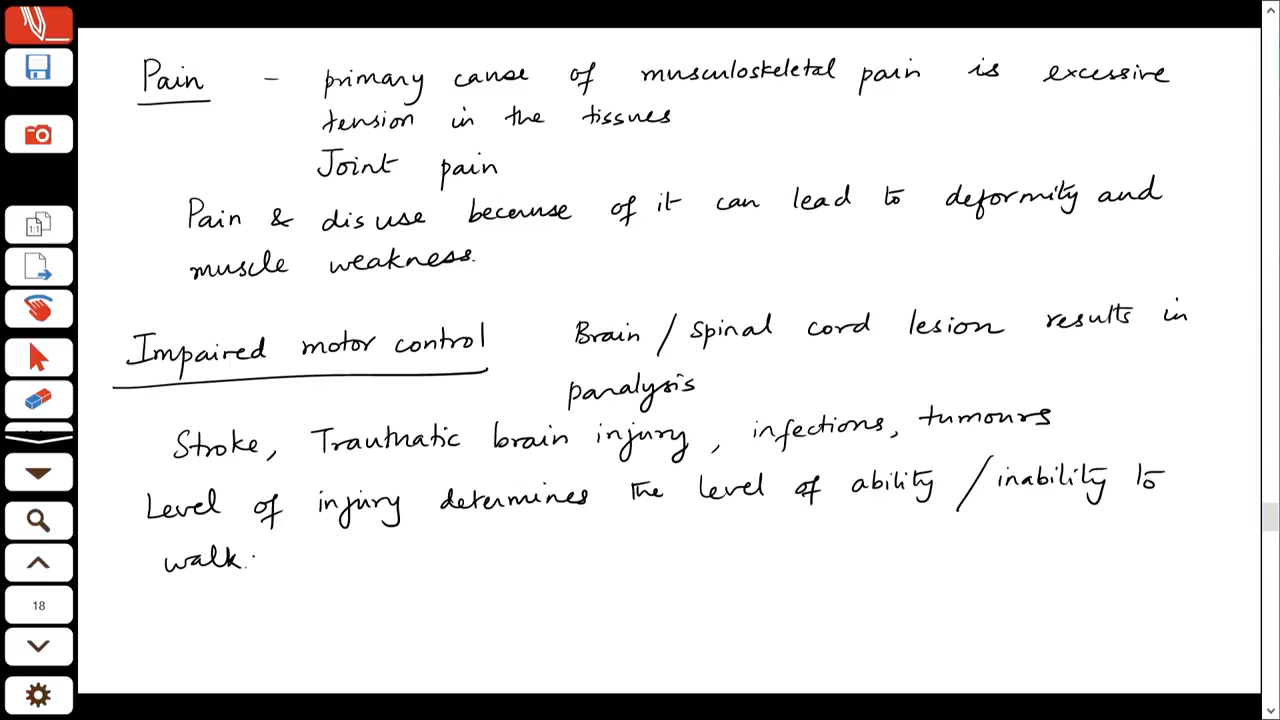 Pain - primary cause of musculoskeletal pain is excessive
tension in the tissues
Joint pain
Pain & disuse because of it can lead to deformity and
muscle weakness.
Impaired motor control Brain / spinal cord lesion results in
paralysis
Stroke, Traumatic brain injury, infections, tumours
Level of injury determines the level of ability / inability to
walk.
1:1
18